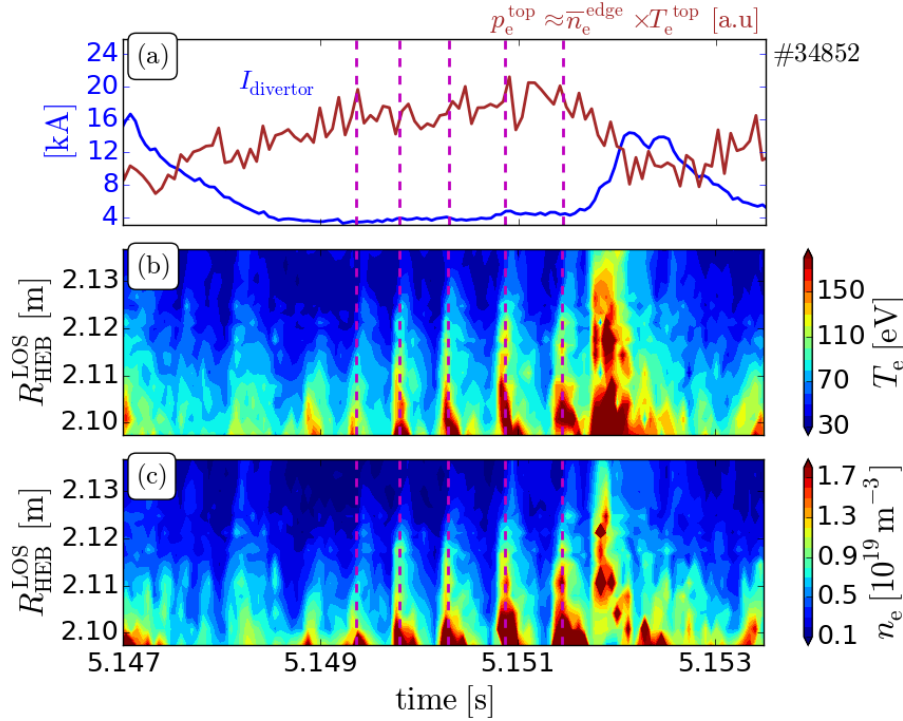 p_e^top ≈ n̅_e^edge × T_e^top [a.u]
(a)
#34852
I_divertor
[kA]
24
20
16
12
8
4
(b)
R_HEB^LOS [m]
2.13
2.12
2.11
2.10
150
110
70
30
T_e [eV]
(c)
R_HEB^LOS [m]
2.13
2.12
2.11
2.10
1.7
1.3
0.9
0.5
0.1
n_e [10^19 m^−3]
5.147 5.149 5.151 5.153
time [s]